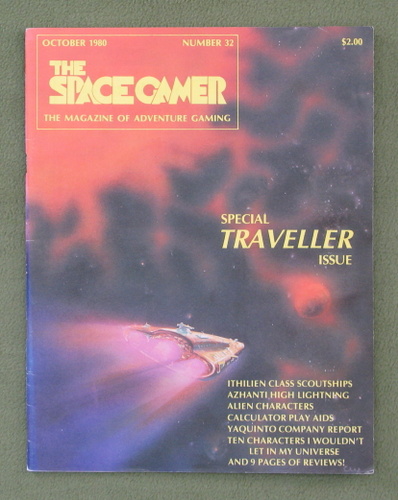 OCTOBER 1980 NUMBER 32 $2.00
THE
SPACE GAMER
THE MAGAZINE OF ADVENTURE GAMING
SPECIAL
TRAVELLER
ISSUE
ITHILIEN CLASS SCOUTSHIPS
AZHANTI HIGH LIGHTNING
ALIEN CHARACTERS
CALCULATOR PLAY AIDS
YAQUINTO COMPANY REPORT
TEN CHARACTERS I WOULDN'T
LET IN MY UNIVERSE
AND 9 PAGES OF REVIEWS!